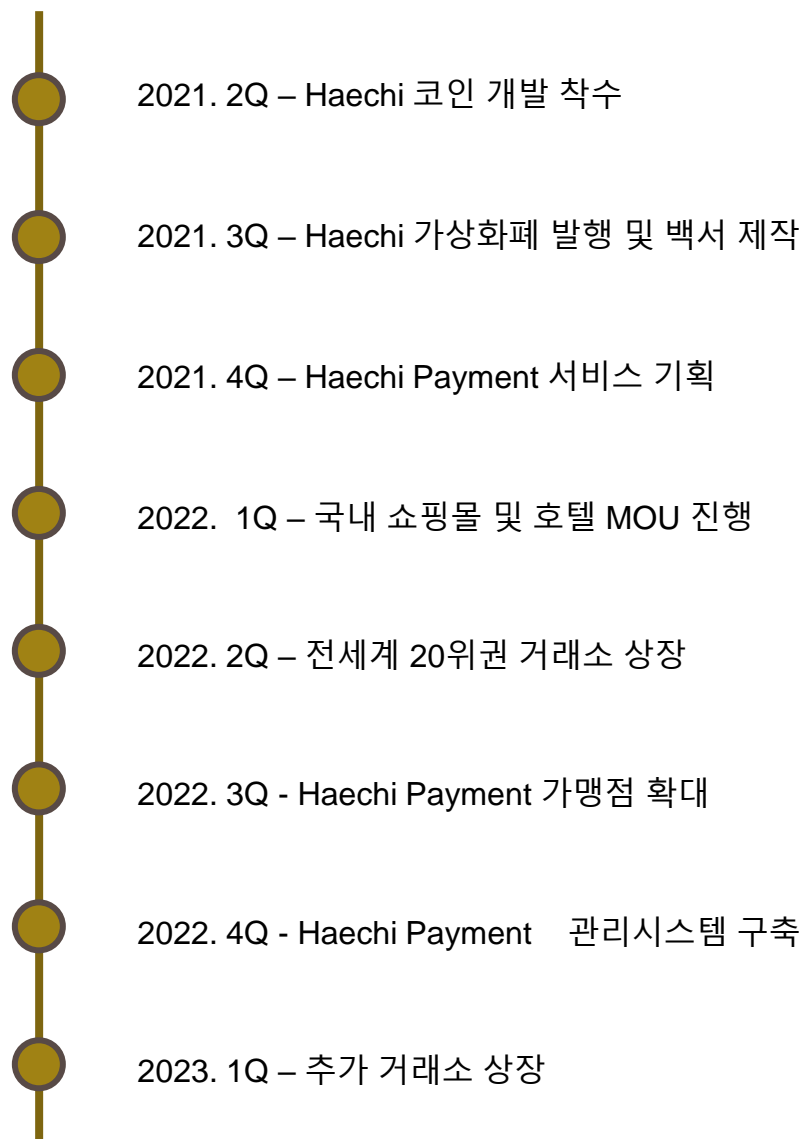 2021. 2Q – Haechi 코인 개발 착수
2021. 3Q – Haechi 가상화폐 발행 및 백서 제작
2021. 4Q – Haechi Payment 서비스 기획
2022.  1Q – 국내 쇼핑몰 및 호텔 MOU 진행
2022. 2Q – 전세계 20위권 거래소 상장
2022. 3Q - Haechi Payment 가맹점 확대
2022. 4Q - Haechi Payment   관리시스템 구축
2023. 1Q – 추가 거래소 상장